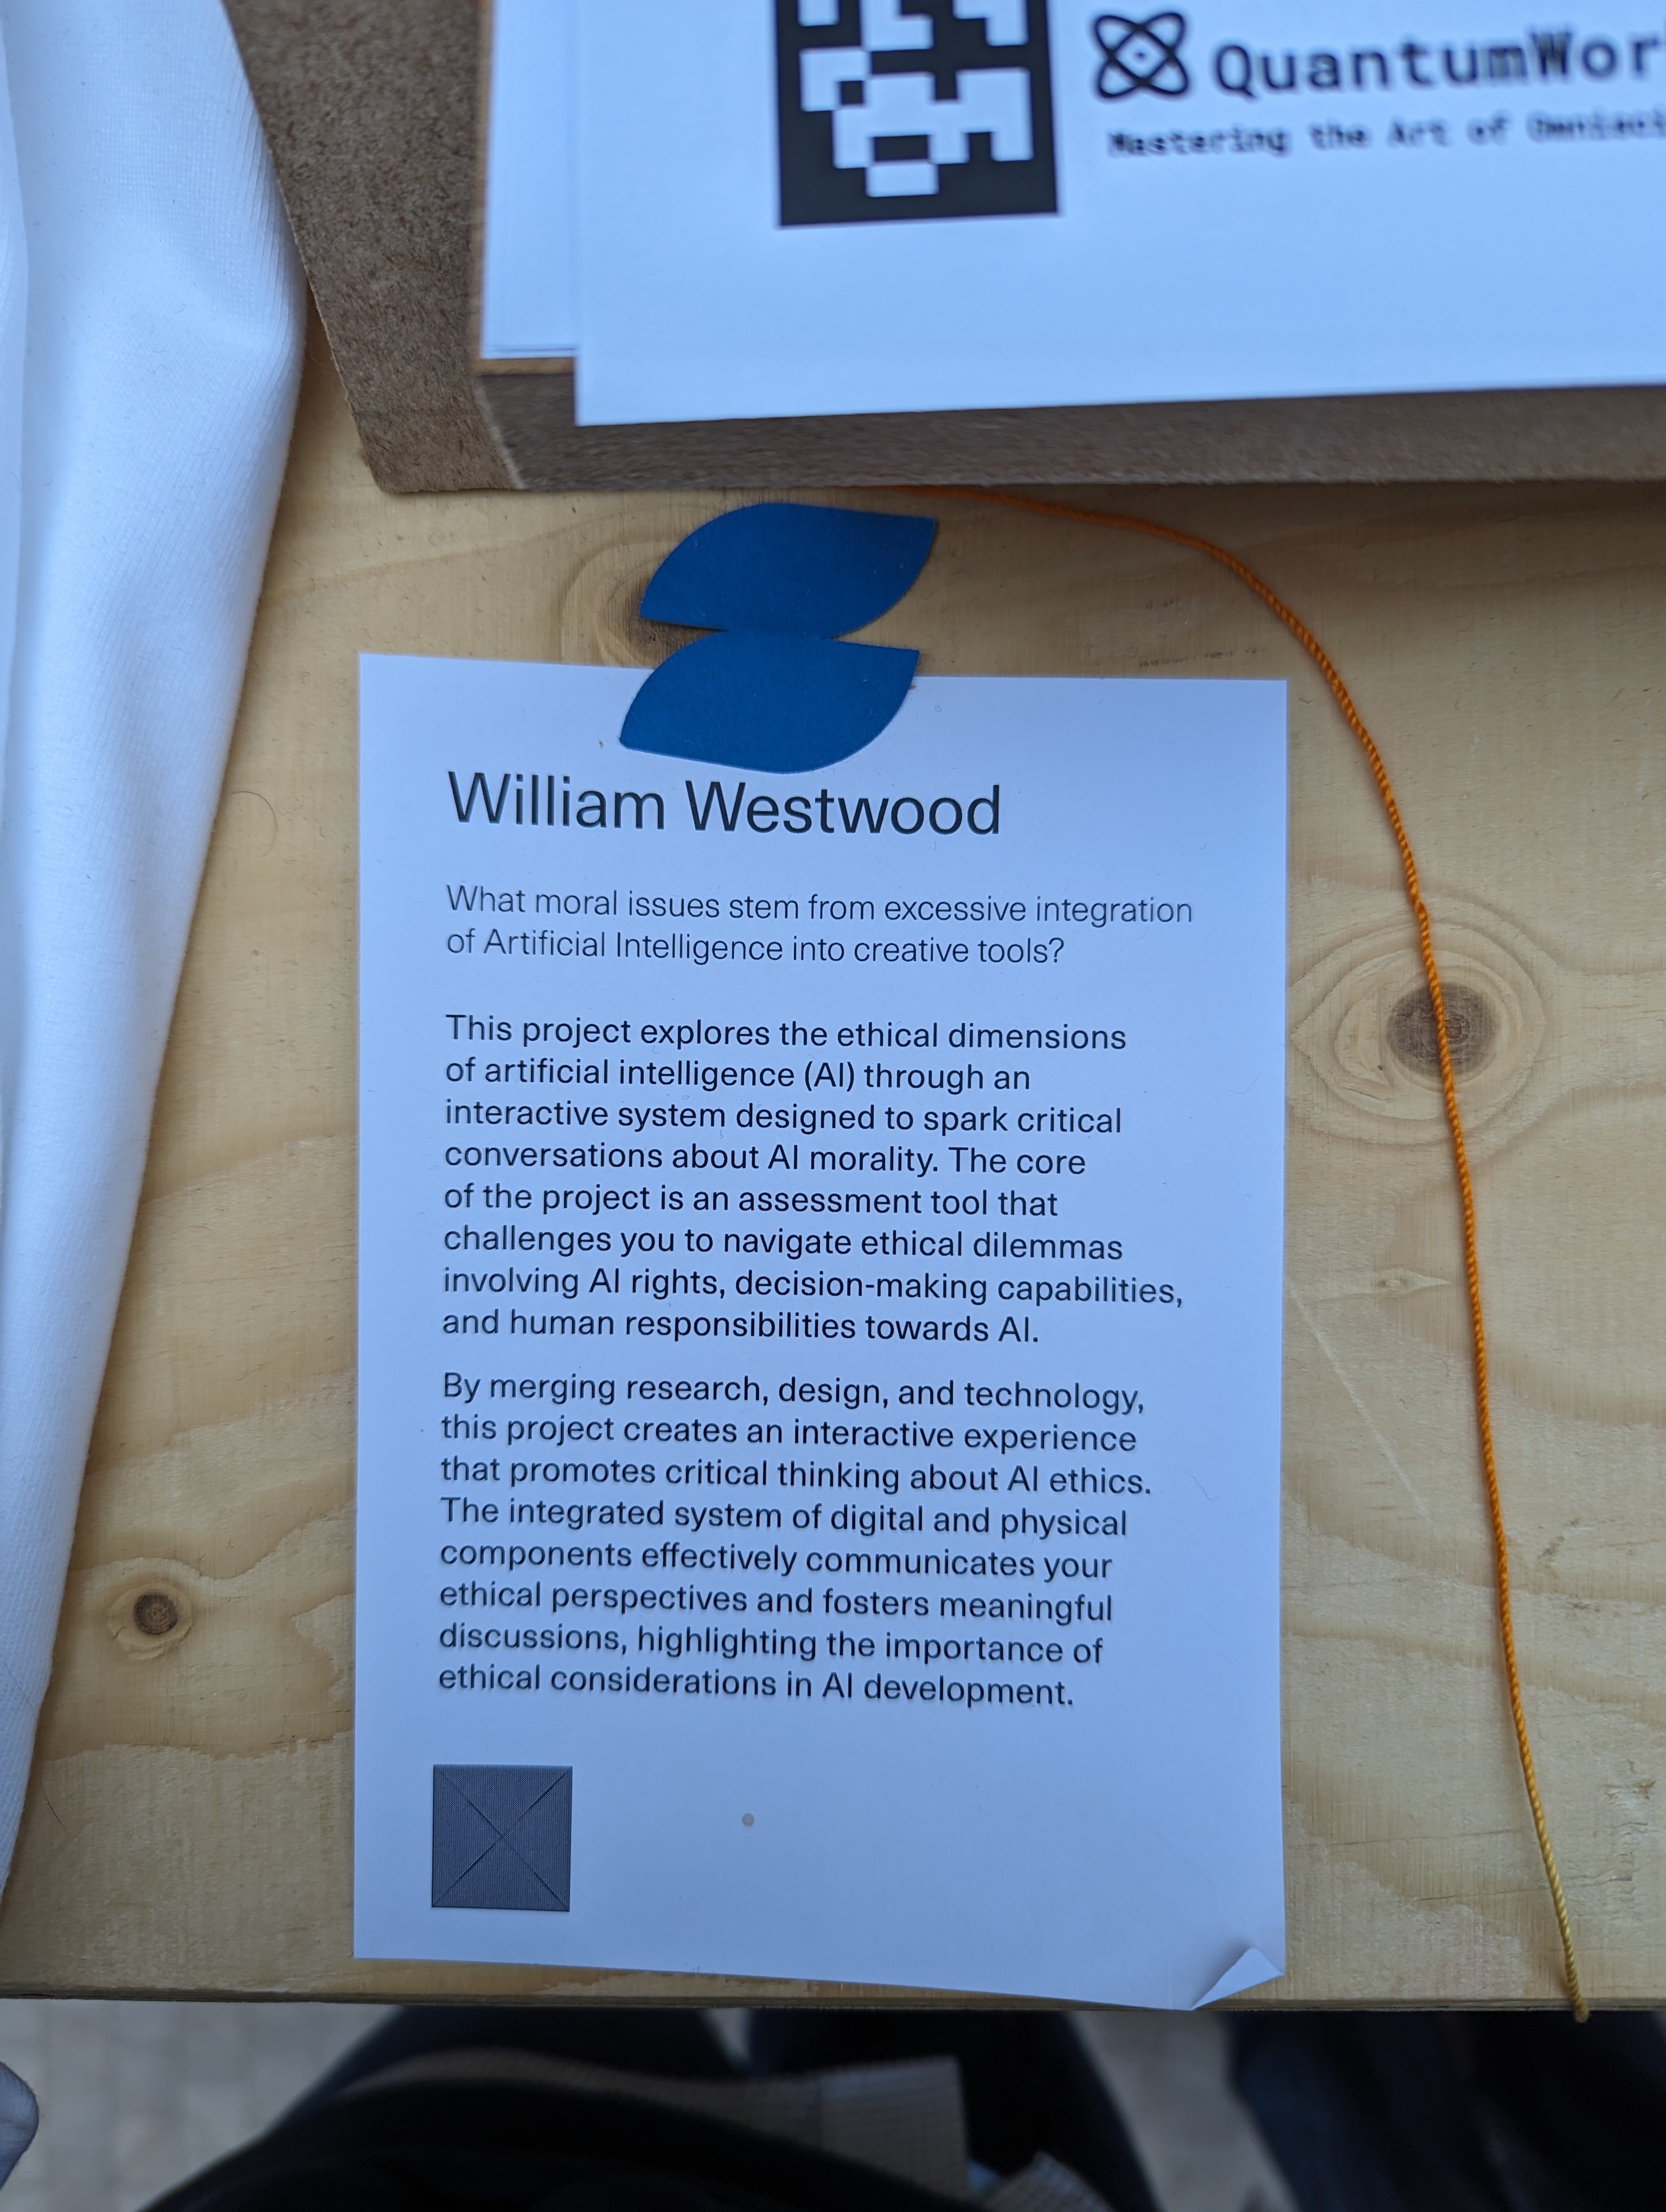 Mastering the Art of
William Westwood
What moral issues stem from excessive integration
of Artificial Intelligence into creative tools?
This project explores the ethical dimensions
of artificial intelligence (AI) through an
interactive system designed to spark critical
conversations about AI morality. The core
of the project is an assessment tool that
challenges you to navigate ethical dilemmas
involving AI rights, decision-making capabilities,
and human responsibilities towards AI.
By merging research, design, and technology,
this project creates an interactive experience
that promotes critical thinking about AI ethics.
The integrated system of digital and physical
components effectively communicates your
ethical perspectives and fosters meaningful
discussions, highlighting the importance of
ethical considerations in AI development.